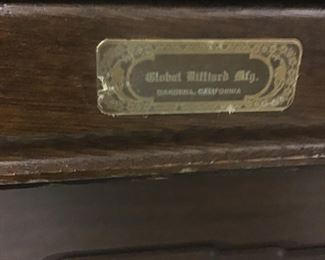 Global Billiard Mfg.
GARDENA, CALIFORNIA